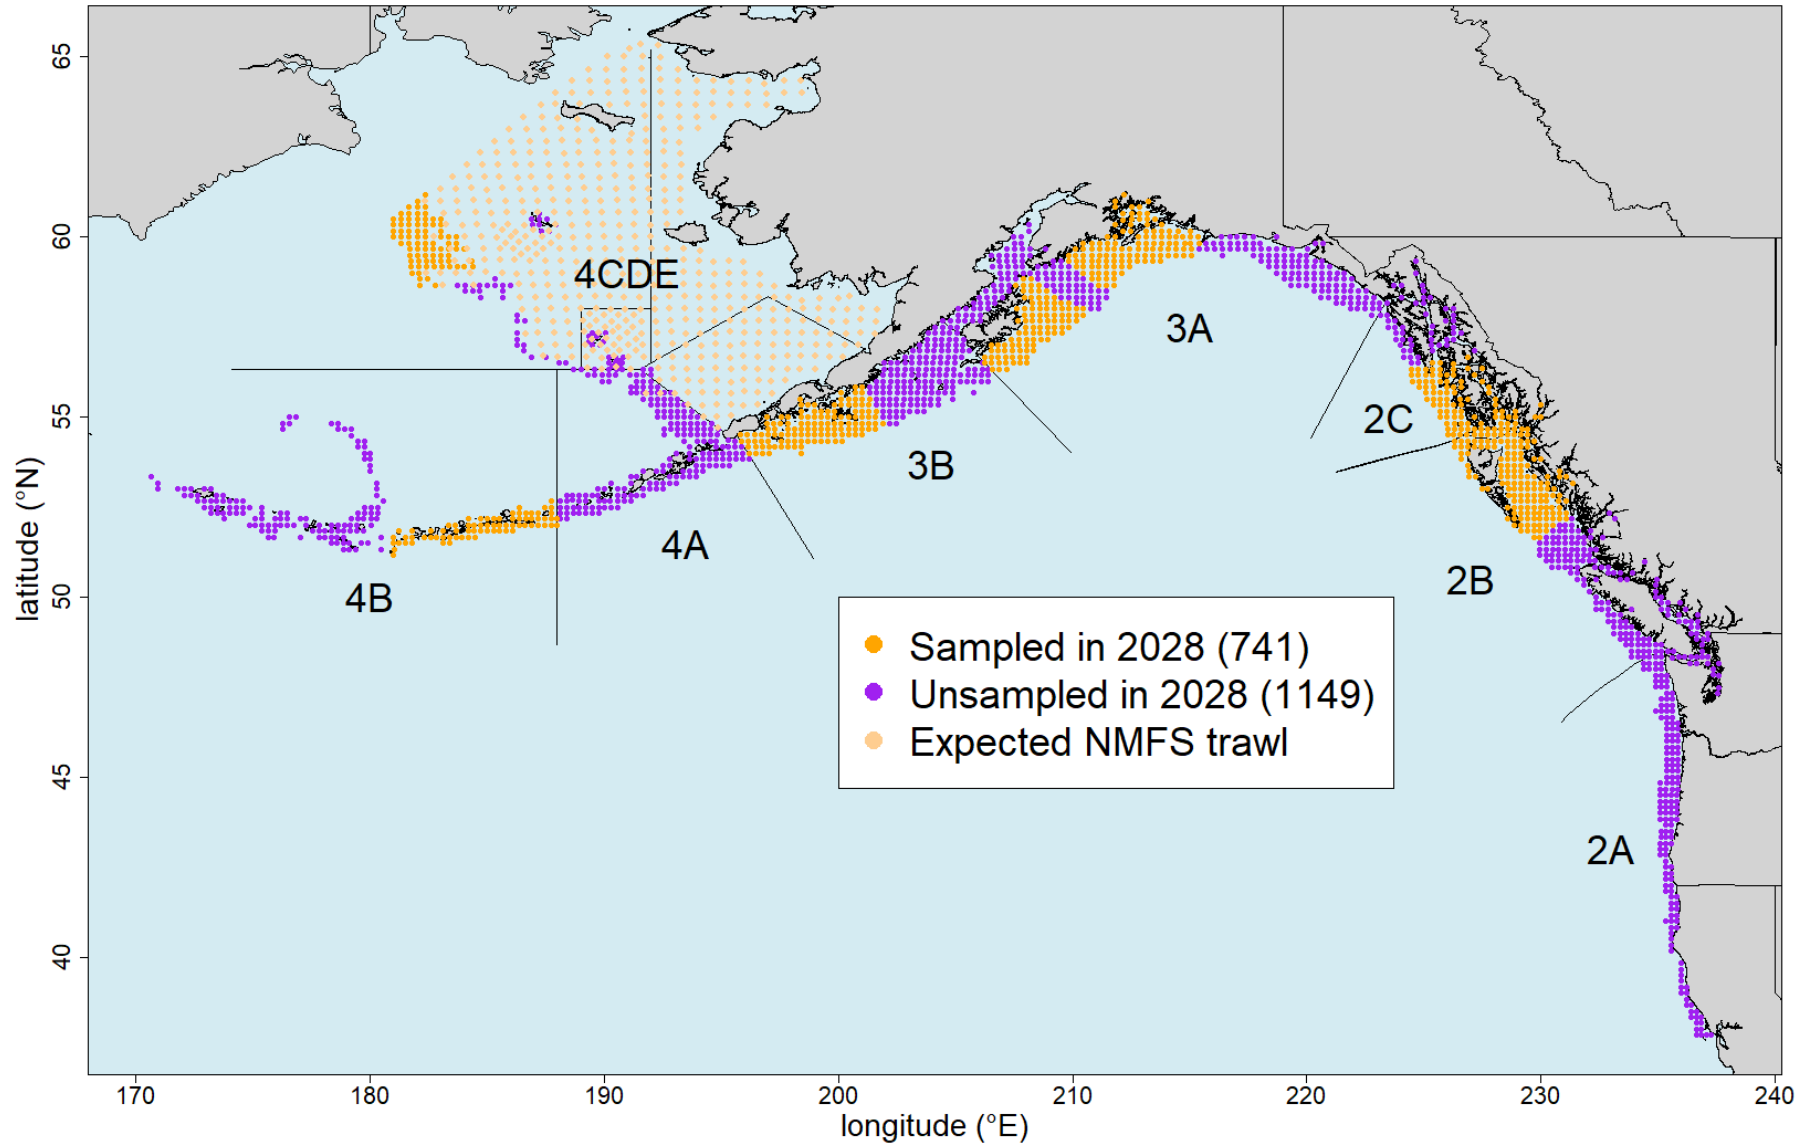 65
60
55
50
45
40
latitude (°N)
4CDE
3A
2C
3B
4A
2B
4B
2A
Sampled in 2028 (741)
Unsampled in 2028 (1149)
Expected NMFS trawl
170
180
190
200
210
220
230
240
longitude (°E)